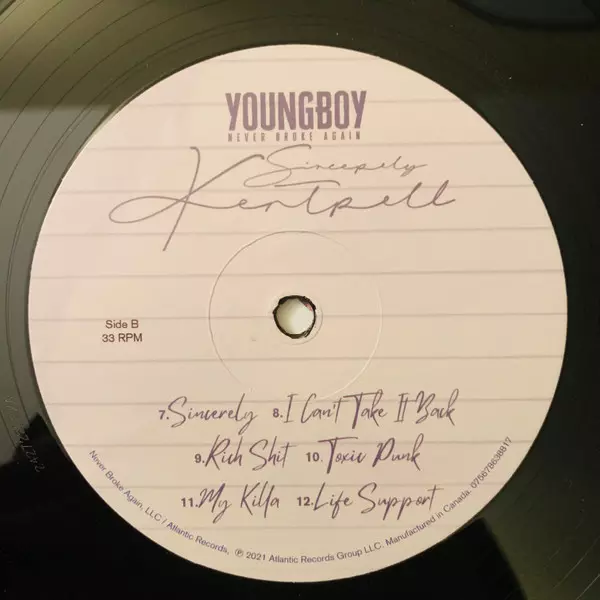 YOUNGBOY
NEVER BROKE AGAIN
Sincerely
Kentrell
Side B
33 RPM
7.Sincerely 8.I Can't Take It Back
9.Rich Shit 10.Toxic Punk
11.My Killa 12.Life Support
Never Broke Again, LLC / Atlantic Records, ℗ 2021 Atlantic Records Group LLC. Manufactured in Canada. 075678638817